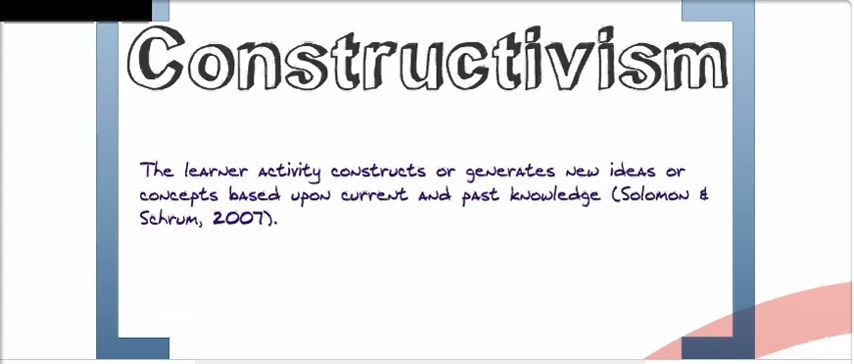 Constructivism
The learner activity constructs or generates new ideas or
concepts based upon current and past knowledge (Solomon &
Schrum, 2007).